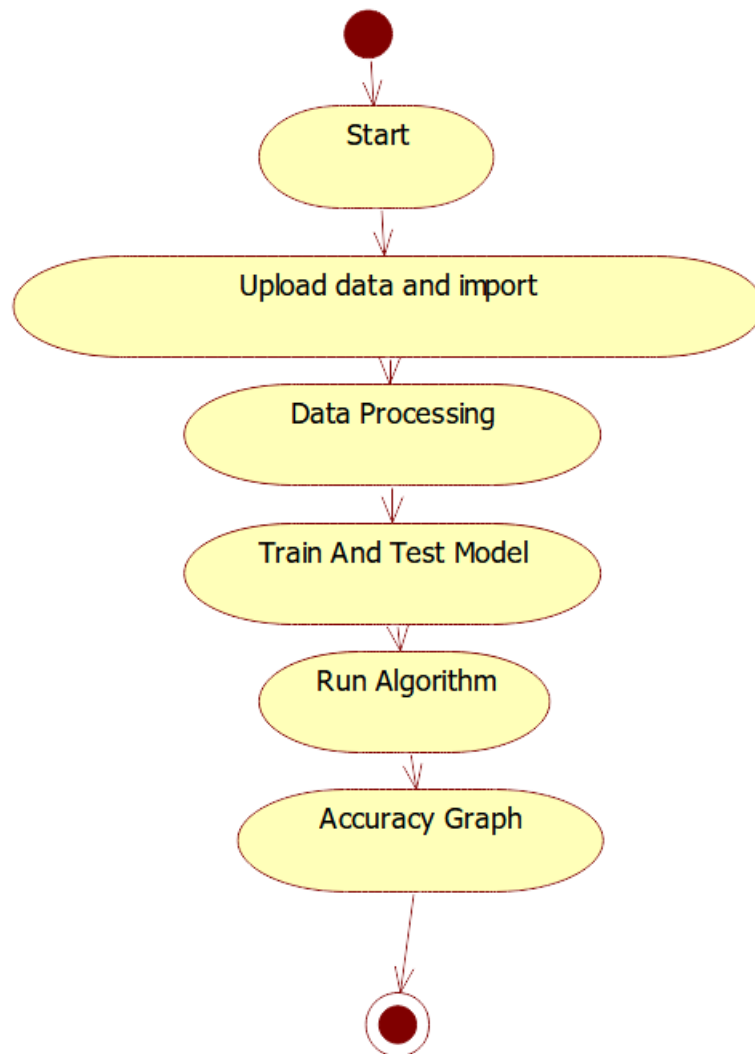 Start
Upload data and import
Data Processing
Train And Test Model
Run Algorithm
Accuracy Graph